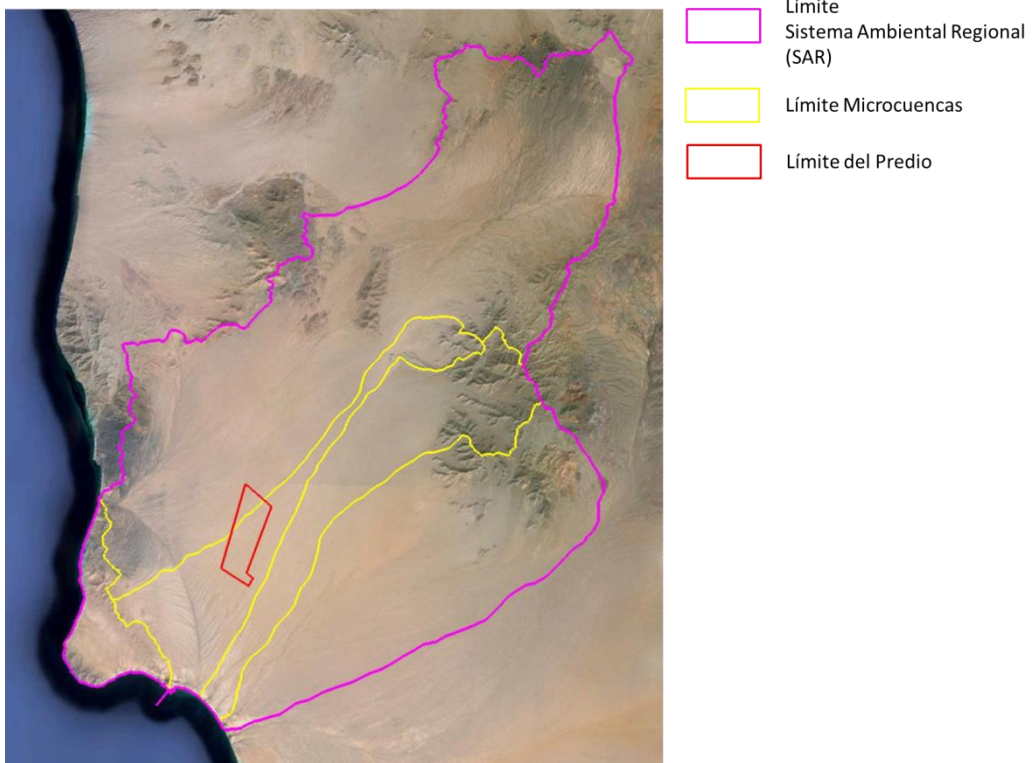 Límite
Sistema Ambiental Regional
(SAR)
Límite Microcuencas
Límite del Predio